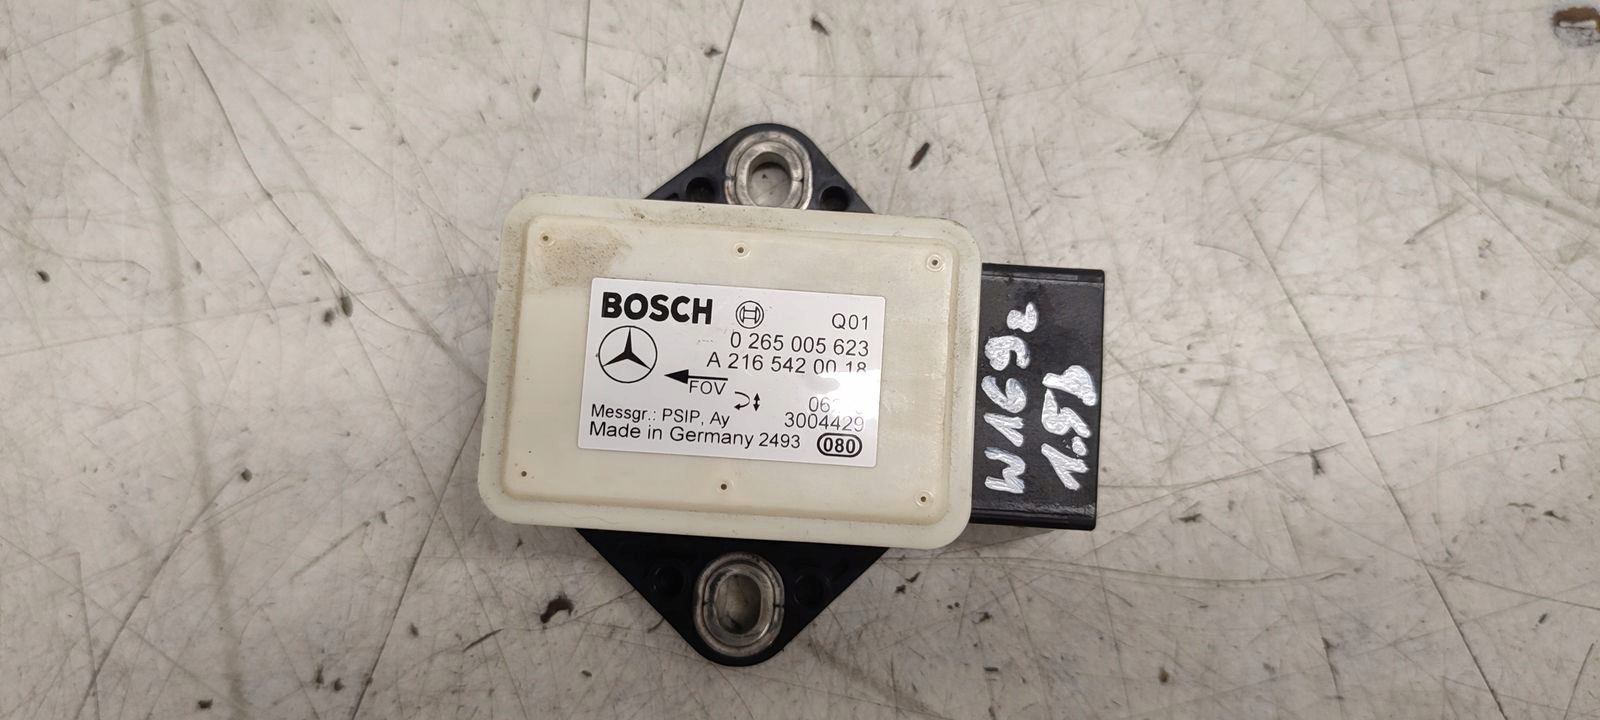 BOSCH
Q01
0 265 005 623
A 216 542 00 18
FOV
Messgr.: PSIP, Ay
3004429
Made in Germany 2493
080
W169
1.5B